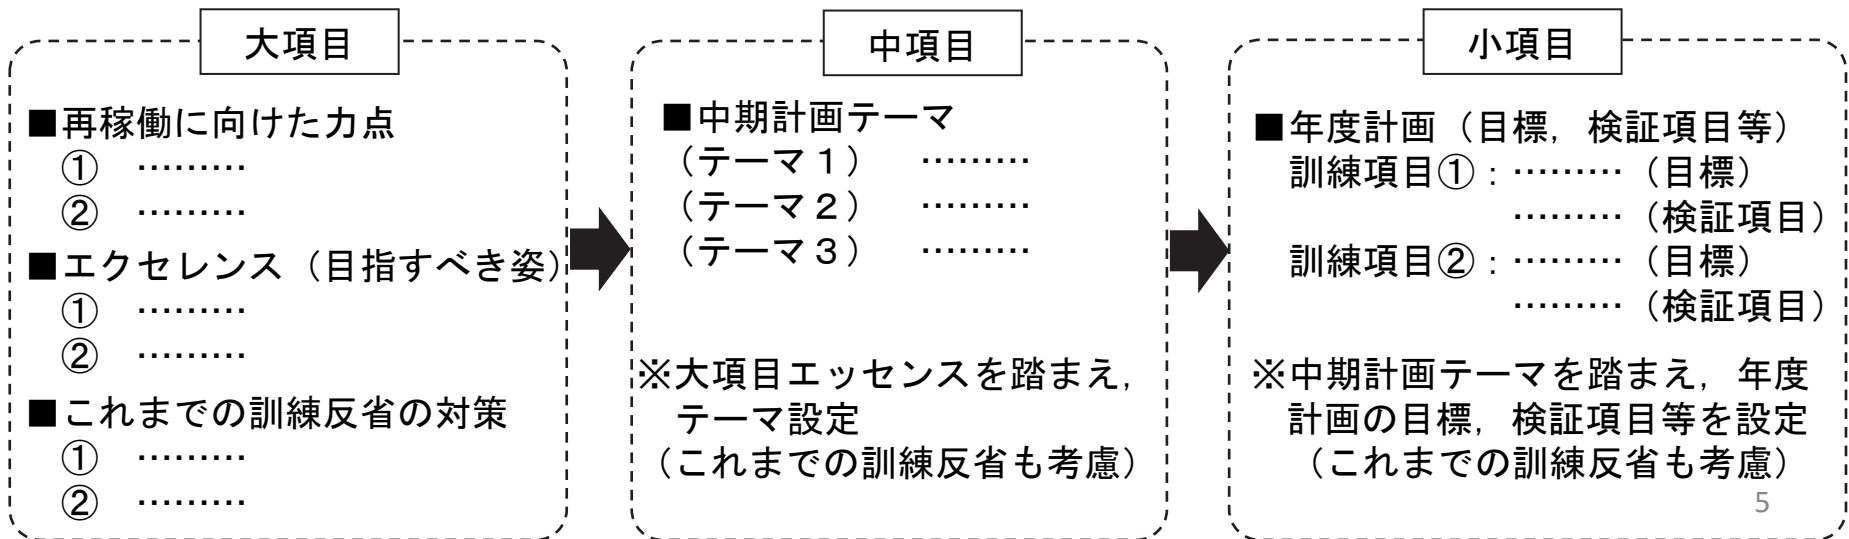 大項目
■再稼働に向けた力点
① ………
② ………
■エクセレンス（目指すべき姿）
① ………
② ………
■これまでの訓練反省の対策
① ………
② ………
中項目
■中期計画テーマ
（テーマ１） ………
（テーマ２） ………
（テーマ３） ………
※大項目エッセンスを踏まえ，
テーマ設定
（これまでの訓練反省も考慮）
小項目
■年度計画（目標，検証項目等）
訓練項目①：………（目標）
………（検証項目）
訓練項目②：………（目標）
………（検証項目）
※中期計画テーマを踏まえ，年度
計画の目標，検証項目等を設定
（これまでの訓練反省も考慮）
5